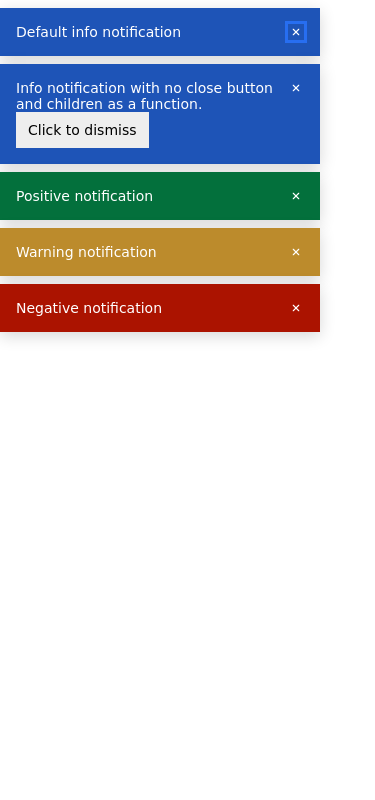 Default info notification ×
Info notification with no close button ×
and children as a function.
Click to dismiss
Positive notification ×
Warning notification ×
Negative notification ×